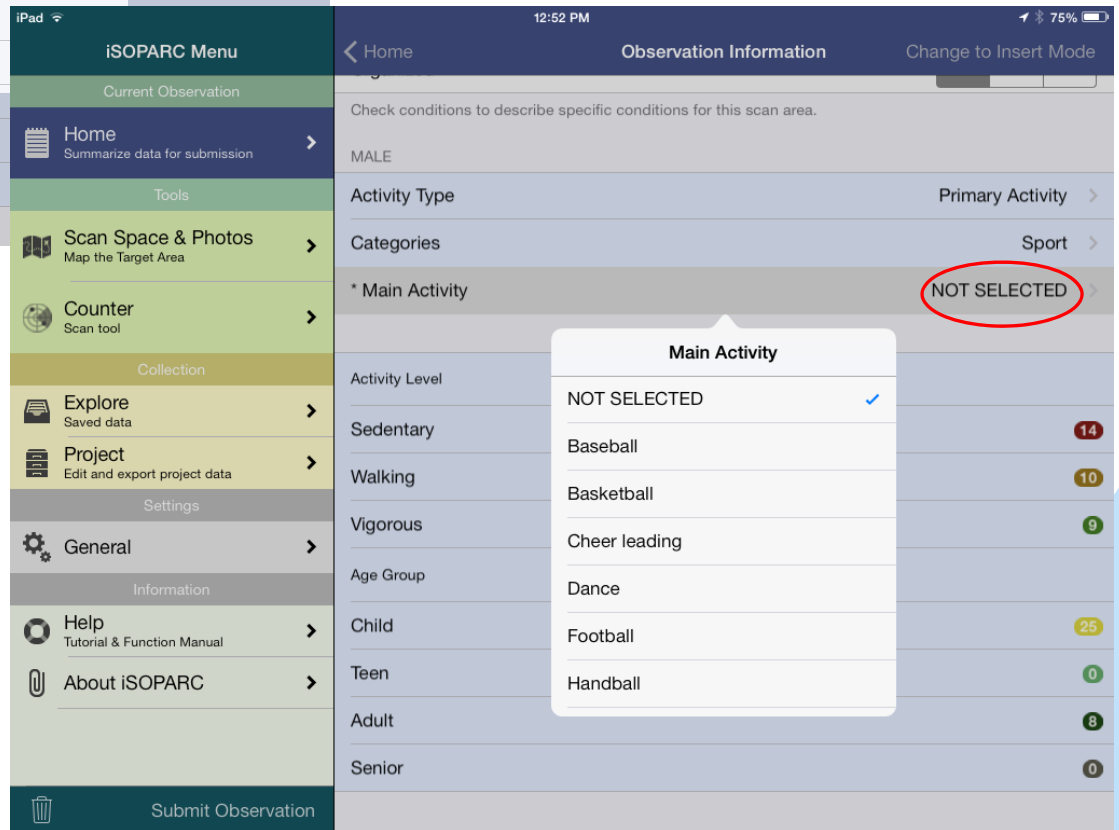 iPad 12:52 PM 75%
iSOPARC Menu
Current Observation
Home
Summarize data for submission
Tools
Scan Space & Photos
Map the Target Area
Counter
Scan tool
Collection
Explore
Saved data
Project
Edit and export project data
Settings
General
Information
Help
Tutorial & Function Manual
About iSOPARC
Submit Observation
Home Observation Information Change to Insert Mode
Check conditions to describe specific conditions for this scan area.
MALE
Activity Type Primary Activity
Categories Sport
* Main Activity NOT SELECTED
Main Activity
NOT SELECTED
Baseball
Basketball
Cheer leading
Dance
Football
Handball
Activity Level
Sedentary 14
Walking 10
Vigorous 9
Age Group
Child 25
Teen 0
Adult 8
Senior 0